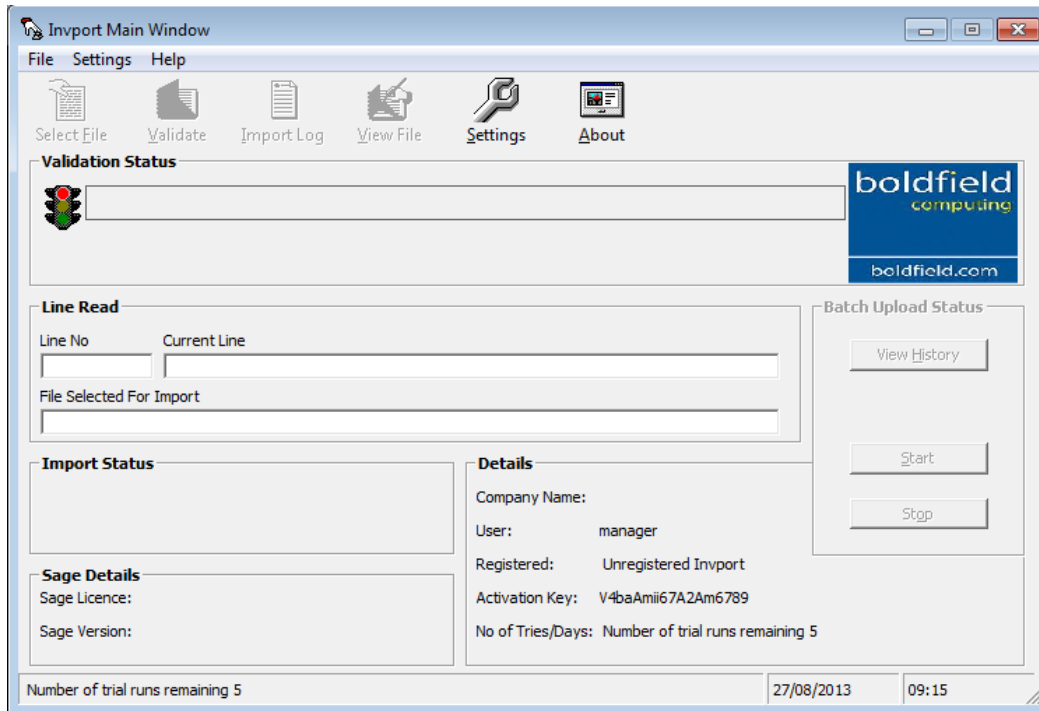 Invport Main Window
File Settings Help
Select File Validate Import Log View File Settings About
Validation Status
boldfield
computing
boldfield.com
Line Read
Line No Current Line
File Selected For Import
Batch Upload Status
View History
Start
Stop
Import Status
Details
Company Name:
User: manager
Registered: Unregistered Invport
Activation Key: V4baAmii67A2Am6789
No of Tries/Days: Number of trial runs remaining 5
Sage Details
Sage Licence:
Sage Version:
Number of trial runs remaining 5 27/08/2013 09:15